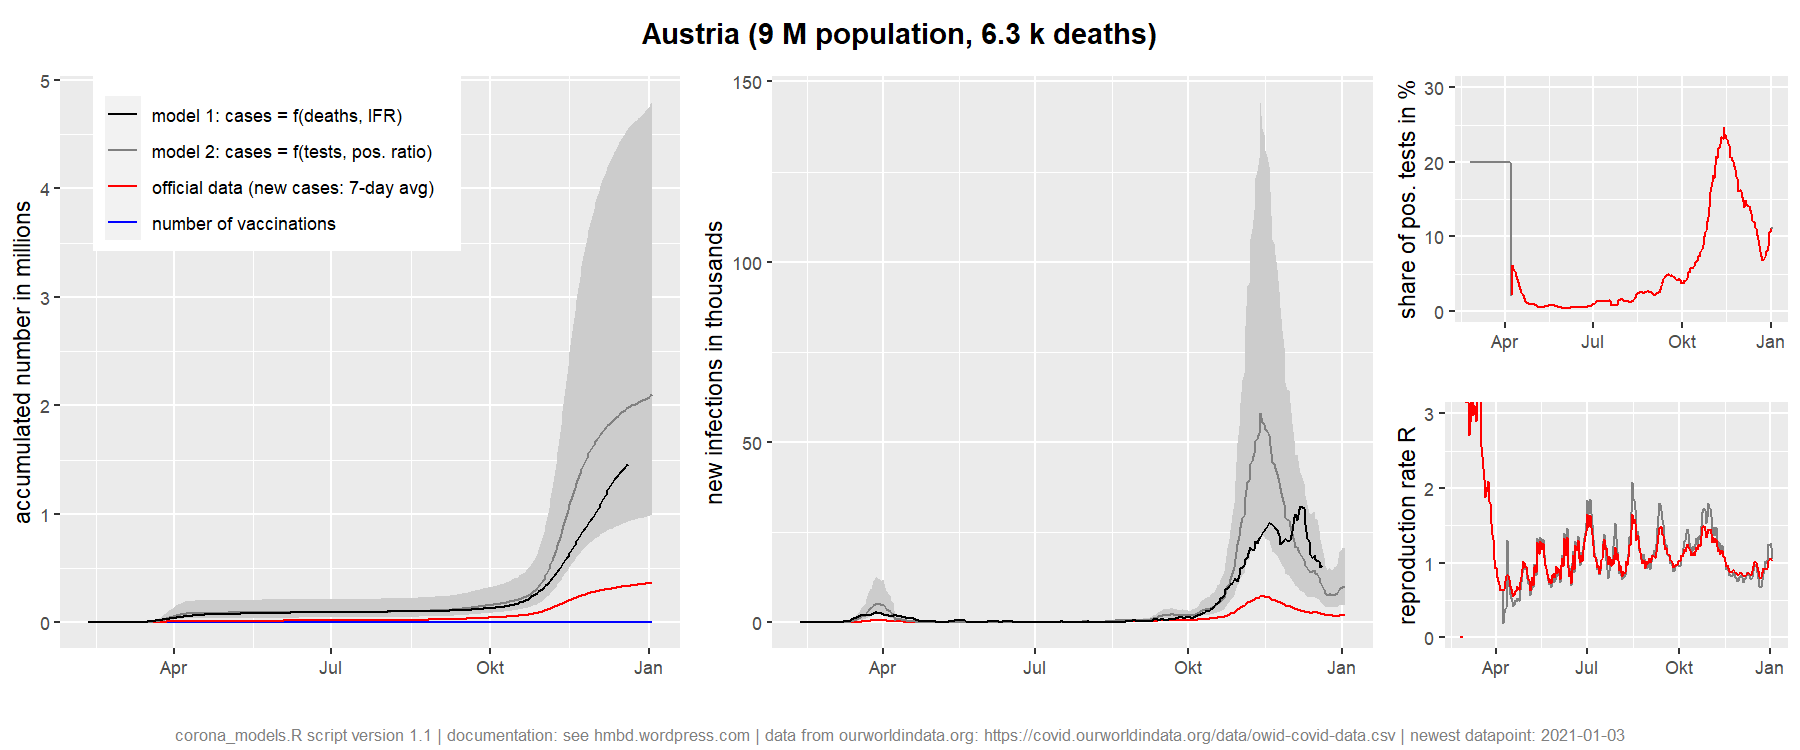 Austria (9 M population, 6.3 k deaths)
accumulated number in millions
5
4
3
2
1
0
model 1: cases = f(deaths, IFR)
model 2: cases = f(tests, pos. ratio)
official data (new cases: 7-day avg)
number of vaccinations
Apr Jul Okt Jan
new infections in thousands
150
100
50
0
Apr Jul Okt Jan
share of pos. tests in %
30
20
10
0
Apr Jul Okt Jan
reproduction rate R
3
2
1
0
Apr Jul Okt Jan
corona_models.R script version 1.1 | documentation: see hmbd.wordpress.com | data from ourworldindata.org: https://covid.ourworldindata.org/data/owid-covid-data.csv | newest datapoint: 2021-01-03